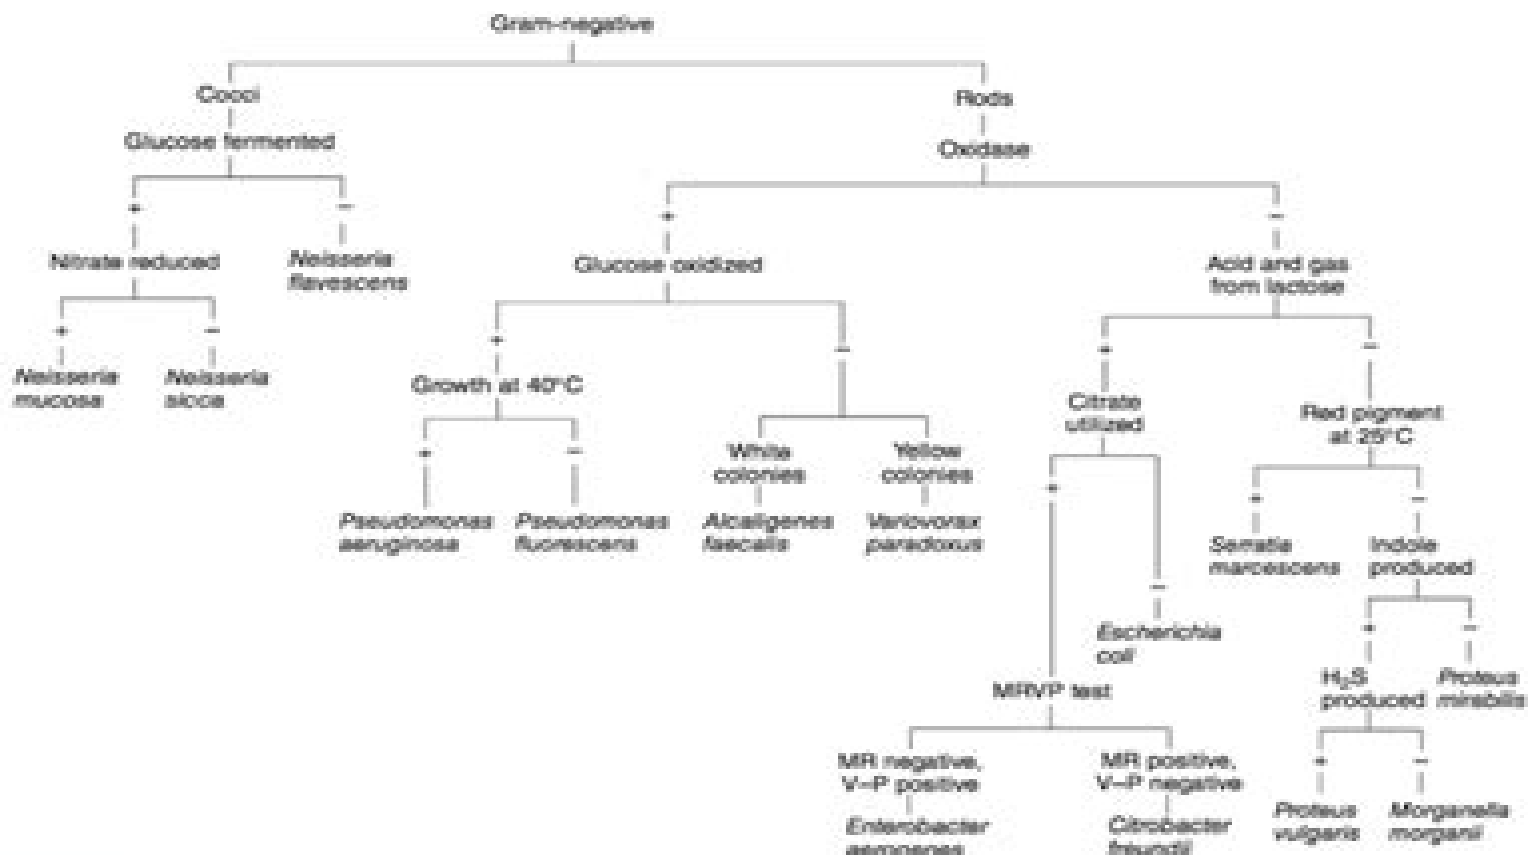 Gram-negative
Cocci
Rods
Glucose fermented
Oxidase
+
−
+
−
Nitrate reduced
Neisseria
flavescens
Glucose oxidized
Acid and gas
from lactose
+
−
+
−
+
−
Neisseria
mucosa
Neisseria
sicca
Growth at 40°C
Citrate
utilized
Red pigment
at 25°C
+
−
White
colonies
Yellow
colonies
+
−
+
−
Pseudomonas
aeruginosa
Pseudomonas
fluorescens
Alcaligenes
faecalis
Variovorax
paradoxus
Serratia
marcescens
Indole
produced
+
−
Escherichia
coli
H₂S
produced
Proteus
mirabilis
MRVP test
MR negative,
V–P positive
MR positive,
V–P negative
+
−
Enterobacter
aerogenes
Citrobacter
freundii
Proteus
vulgaris
Morganella
morganii